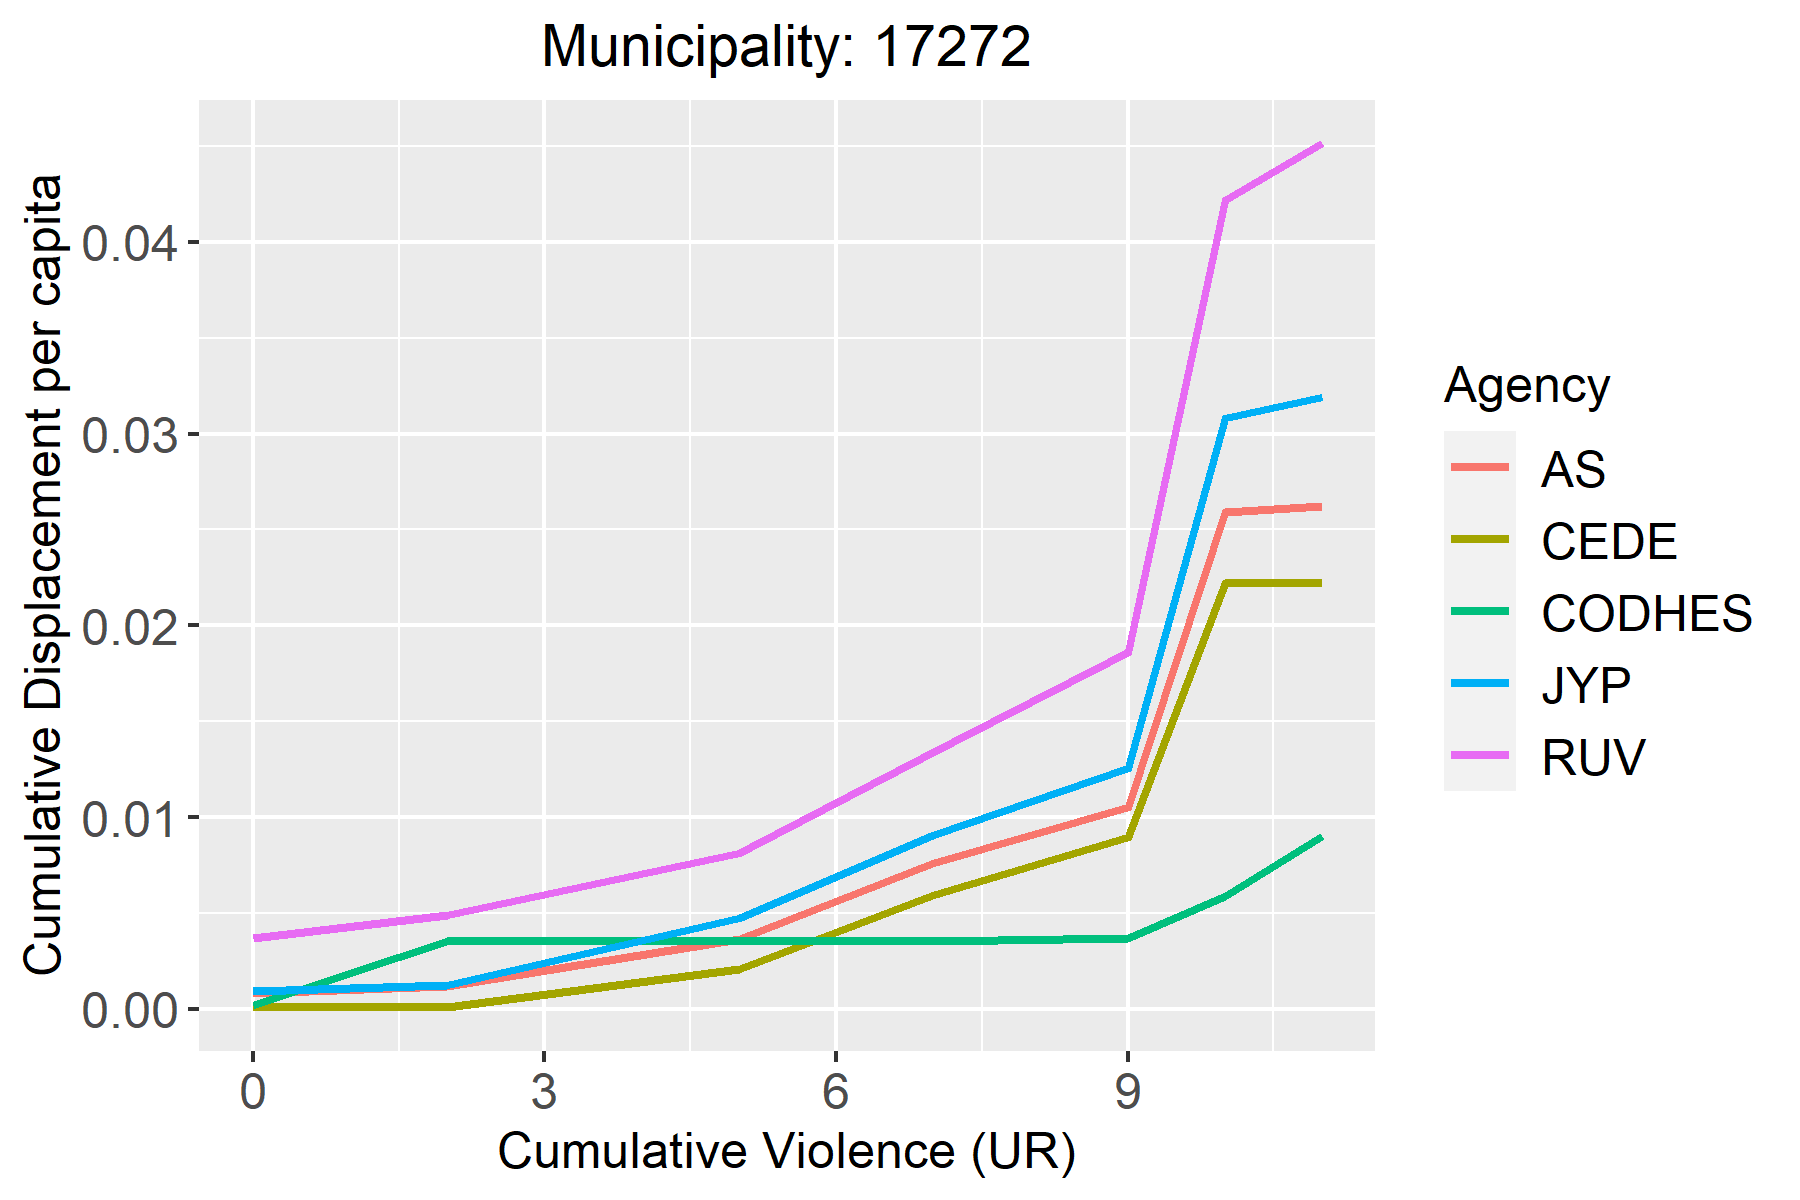 Municipality: 17272
Cumulative Displacement per capita
0.04
0.03
0.02
0.01
0.00
0 3 6 9
Cumulative Violence (UR)
Agency
AS
CEDE
CODHES
JYP
RUV